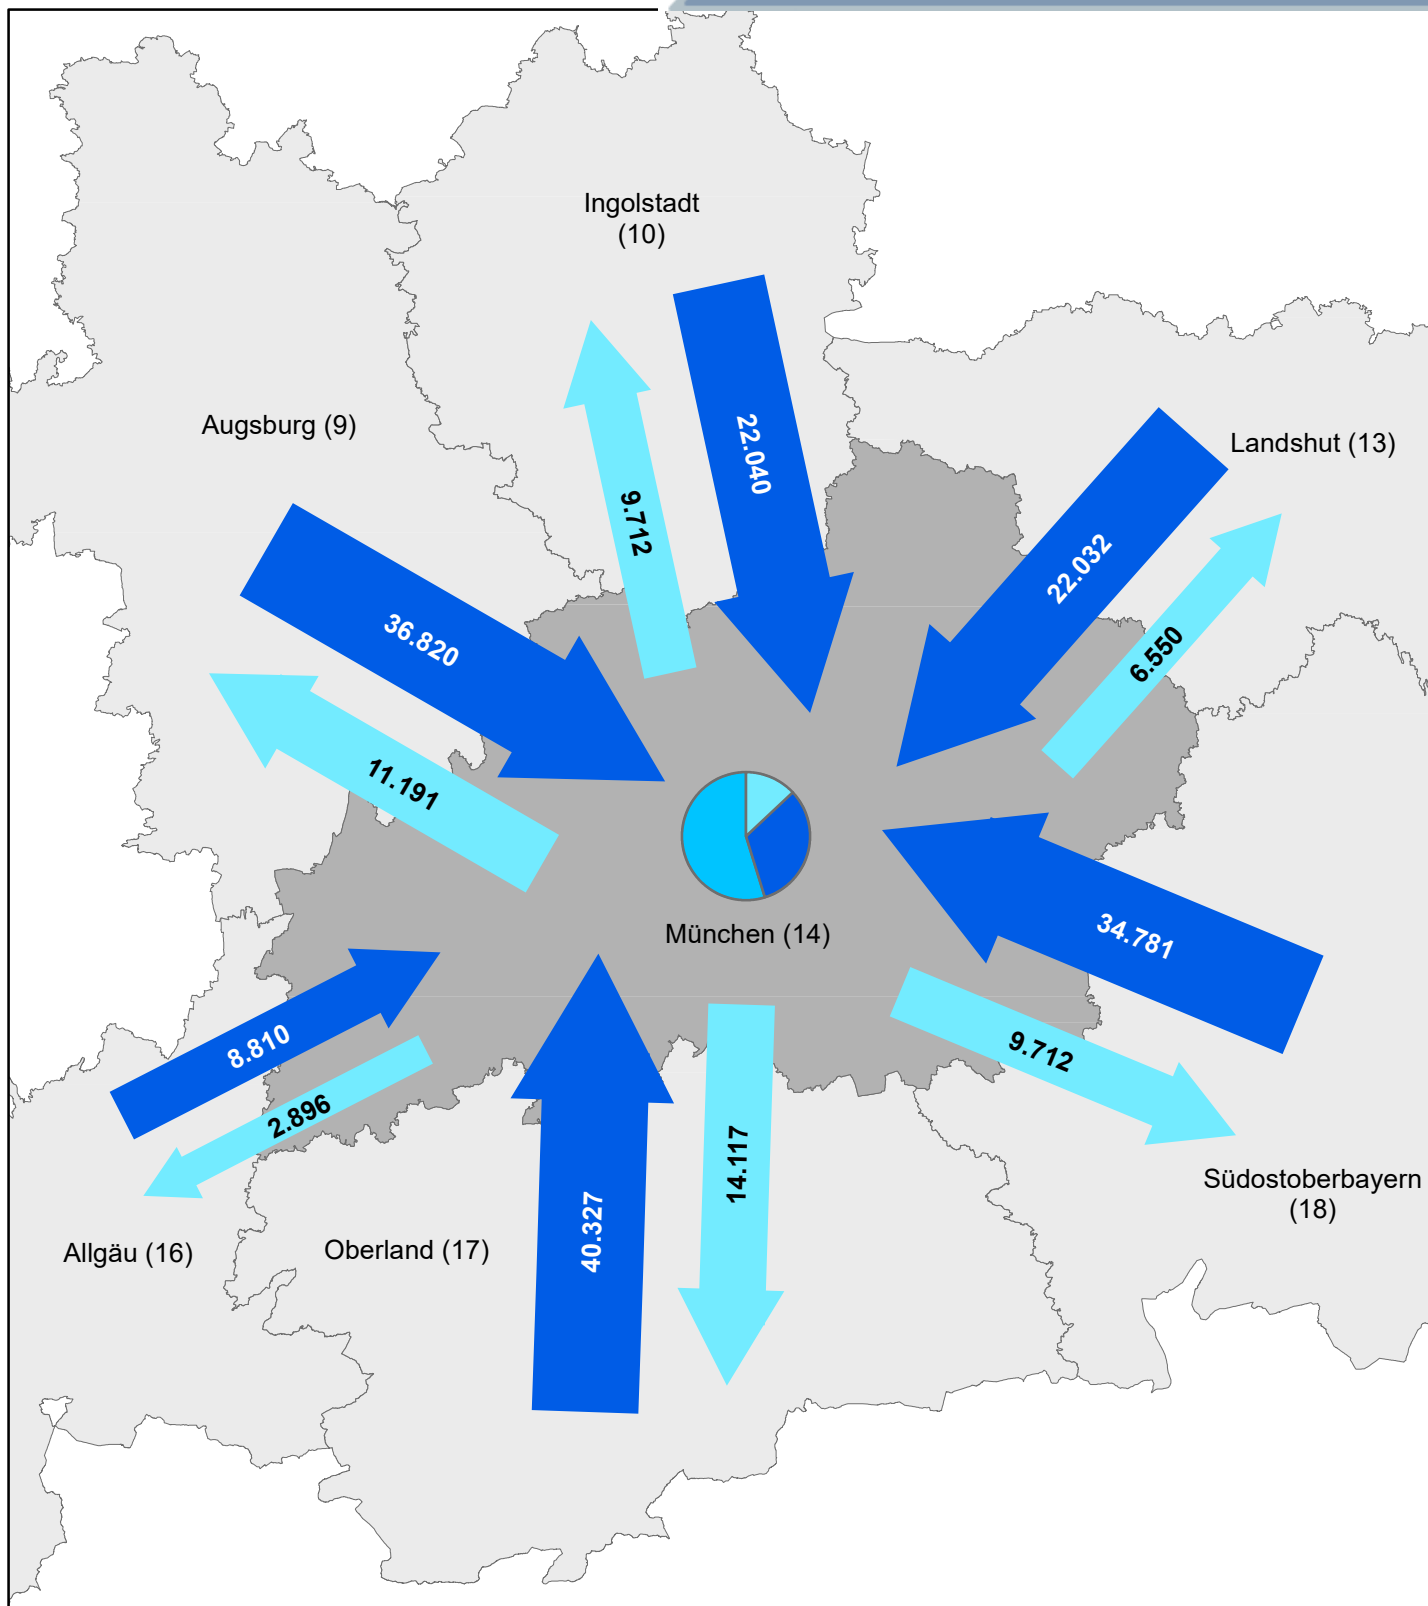 Ingolstadt
(10)
Augsburg (9)
Landshut (13)
22.040
9.712
22.032
36.820
6.550
11.191
München (14)
34.781
8.810
9.712
2.896
14.117
Südostoberbayern
(18)
40.327
Allgäu (16)
Oberland (17)